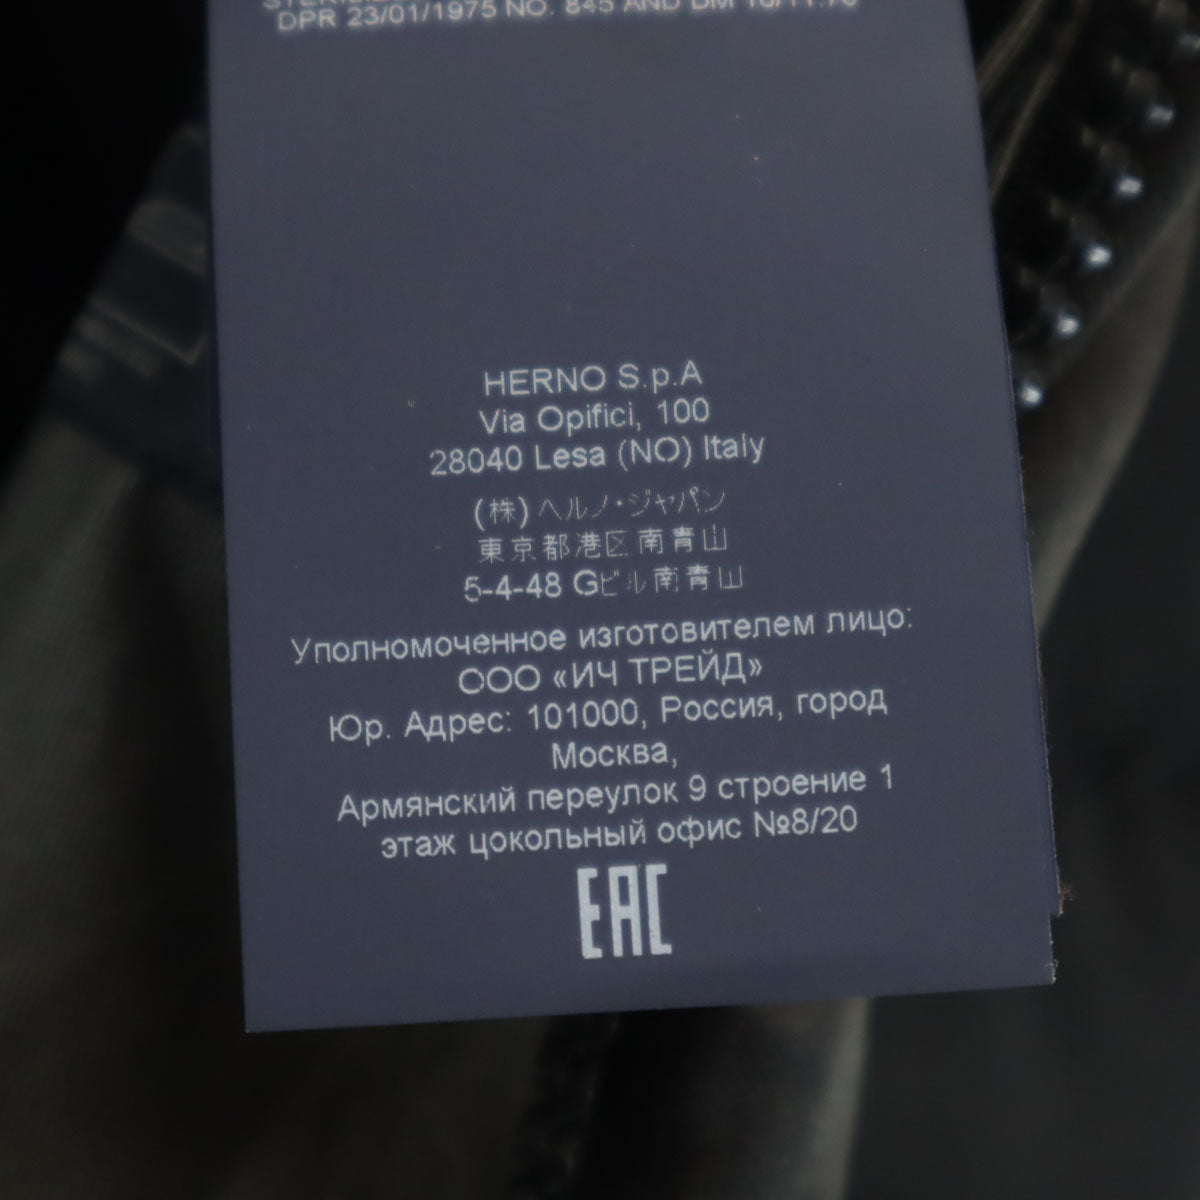 DPR 23/01/1975 NO. 845 AND DM
HERNO S.p.A
Via Opifici, 100
28040 Lesa (NO) Italy
(株) ヘルノ・ジャパン
東京都港区南青山
5-4-48 Gビル南青山
Уполномоченное изготовителем лицо:
ООО «ИЧ ТРЕЙД»
Юр. Адрес: 101000, Россия, город
Москва,
Армянский переулок 9 строение 1
этаж цокольный офис №8/20
EAC